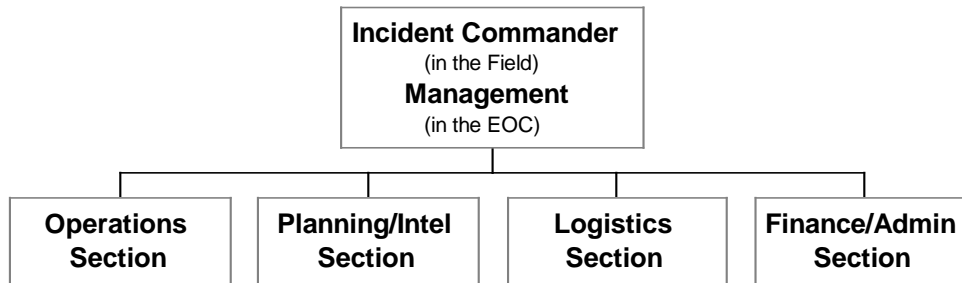 Incident Commander
(in the Field)
Management
(in the EOC)
Operations
Section
Planning/Intel
Section
Logistics
Section
Finance/Admin
Section